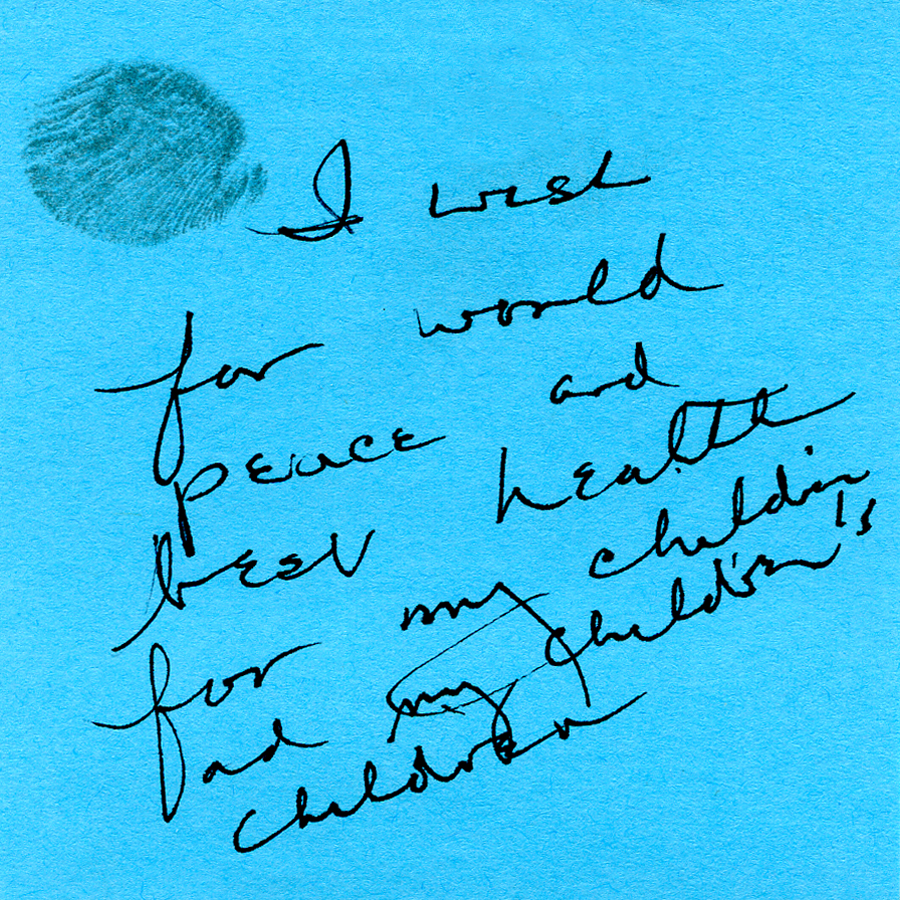 I wish
for world
peace and
best health
for my children
and my children's
children